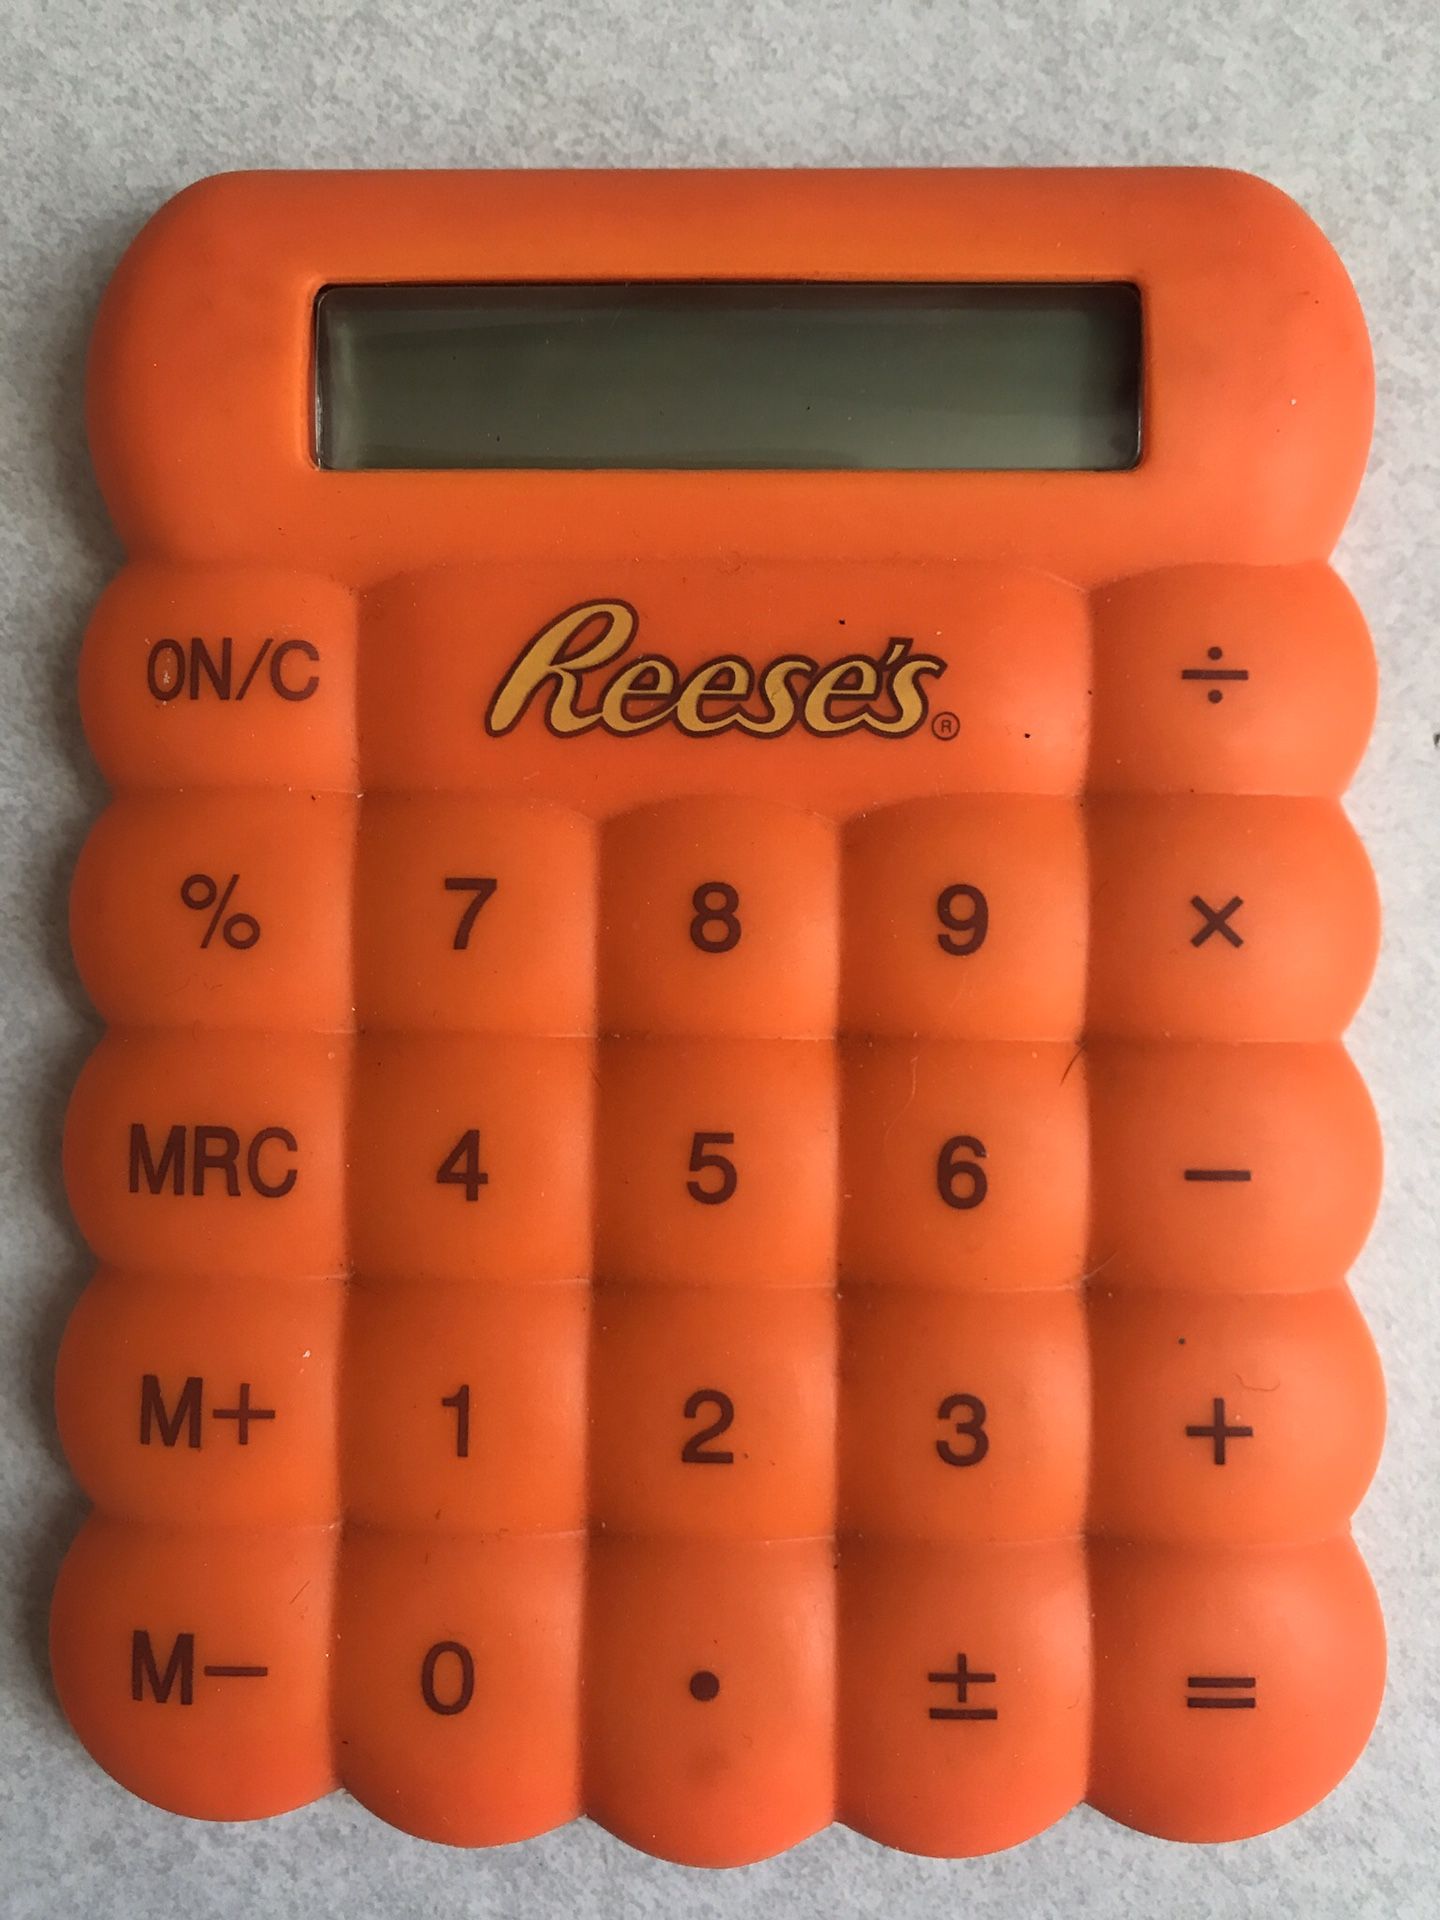 ON/C Reese's® ÷
% 7 8 9 ×
MRC 4 5 6 −
M+ 1 2 3 +
M− 0 • ± =